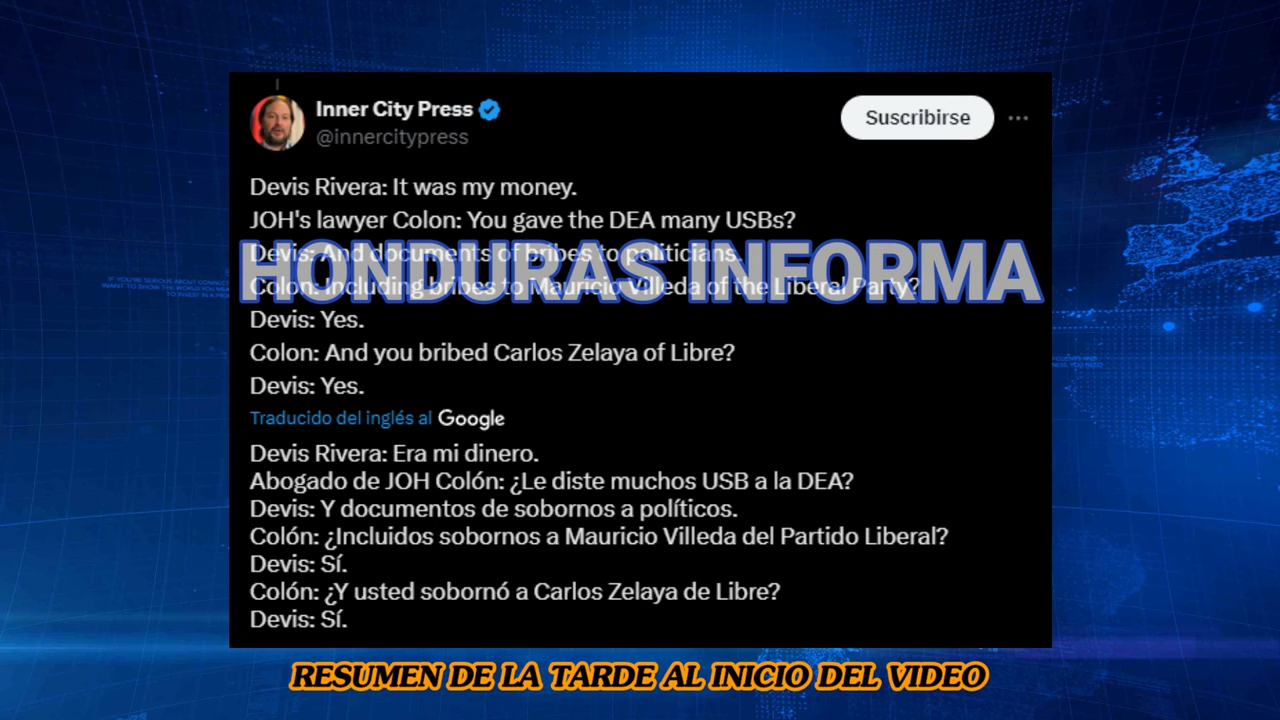 Inner City Press
@innercitypress
Suscribirse
Devis Rivera: It was my money.
JOH's lawyer Colon: You gave the DEA many USBs?
Devis: And documents of bribes to politicians.
HONDURAS INFORMA
Colon: Including bribes to Mauricio Villeda of the Liberal Party?
Devis: Yes.
Colon: And you bribed Carlos Zelaya of Libre?
Devis: Yes.
Traducido del inglés al Google
Devis Rivera: Era mi dinero.
Abogado de JOH Colón: ¿Le diste muchos USB a la DEA?
Devis: Y documentos de sobornos a políticos.
Colón: ¿Incluidos sobornos a Mauricio Villeda del Partido Liberal?
Devis: Sí.
Colón: ¿Y usted sobornó a Carlos Zelaya de Libre?
Devis: Sí.
RESUMEN DE LA TARDE AL INICIO DEL VIDEO